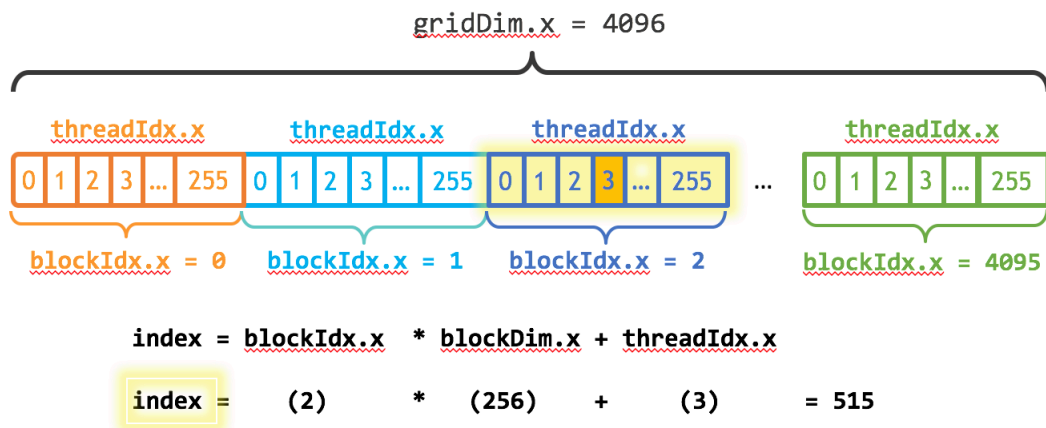 gridDim.x = 4096
threadIdx.x threadIdx.x threadIdx.x threadIdx.x
0 1 2 3 ... 255 0 1 2 3 ... 255 0 1 2 3 ... 255 ... 0 1 2 3 ... 255
blockIdx.x = 0 blockIdx.x = 1 blockIdx.x = 2 blockIdx.x = 4095
index = blockIdx.x * blockDim.x + threadIdx.x
index = (2) * (256) + (3) = 515